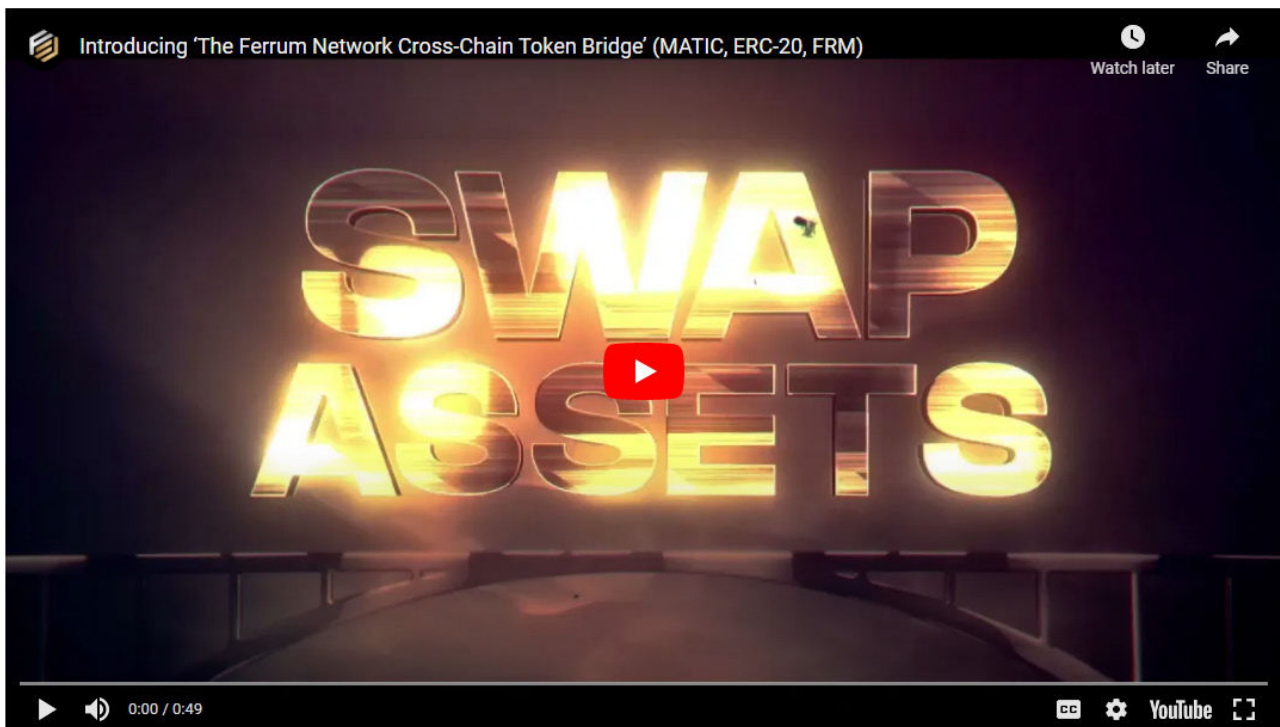 Introducing ‘The Ferrum Network Cross-Chain Token Bridge’ (MATIC, ERC-20, FRM)
Watch later
Share
SWAP
ASSETS
0:00 / 0:49
CC
YouTube